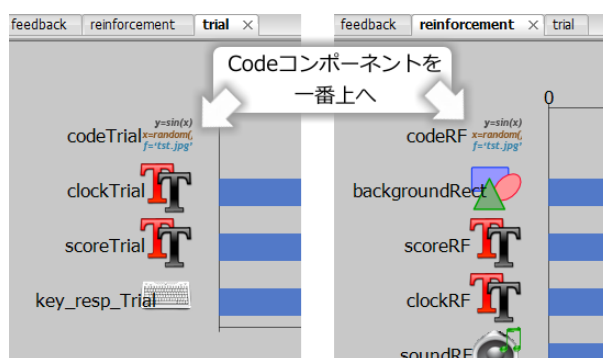 feedback reinforcement trial × feedback reinforcement × trial
Codeコンポーネントを
一番上へ
0
y=sin(x)
codeTrial x=random(,
f='tst.jpg'
y=sin(x)
codeRF x=random(,
f='tst.jpg'
clockTrial
backgroundRect
scoreTrial
scoreRF
key_resp_Trial
clockRF
soundRF